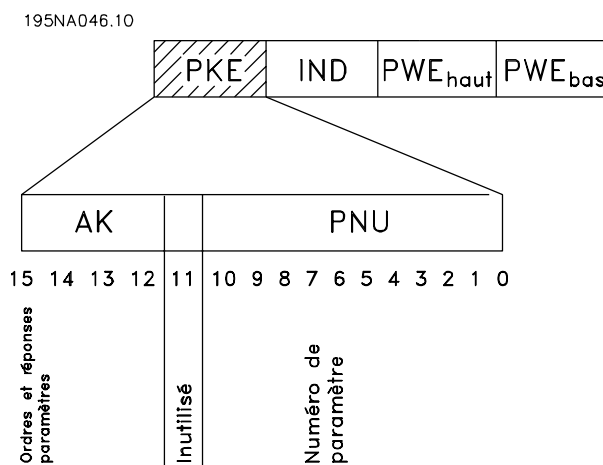 195NA046.10
PKE IND PWEhaut PWEbas
AK PNU
15 14 13 12 11 10 9 8 7 6 5 4 3 2 1 0
Ordres et réponses
paramètres
Inutilisé
Numéro de
paramètre